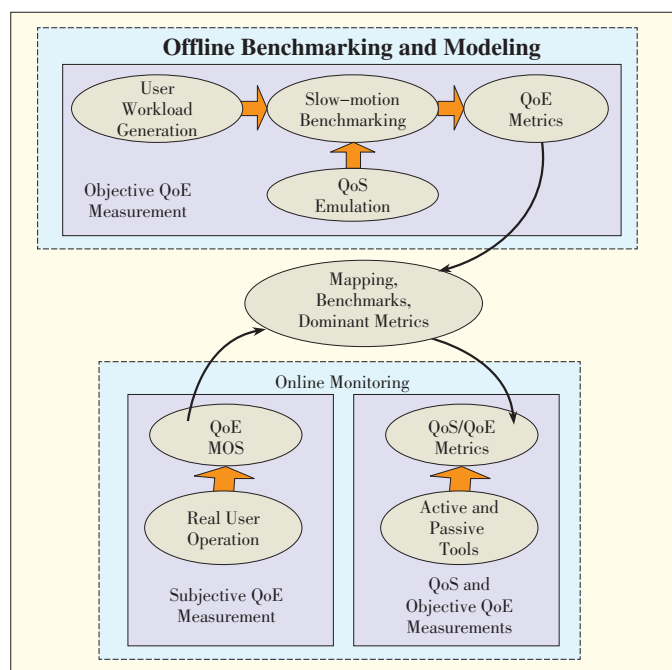 Offline Benchmarking and Modeling
User
Workload
Generation
Slow-motion
Benchmarking
QoE
Metrics
QoS
Emulation
Objective QoE
Measurement
Mapping,
Benchmarks,
Dominant Metrics
Online Monitoring
QoE
MOS
Real User
Operation
Subjective QoE
Measurement
QoS/QoE
Metrics
Active and
Passive
Tools
QoS and
Objective QoE
Measurements